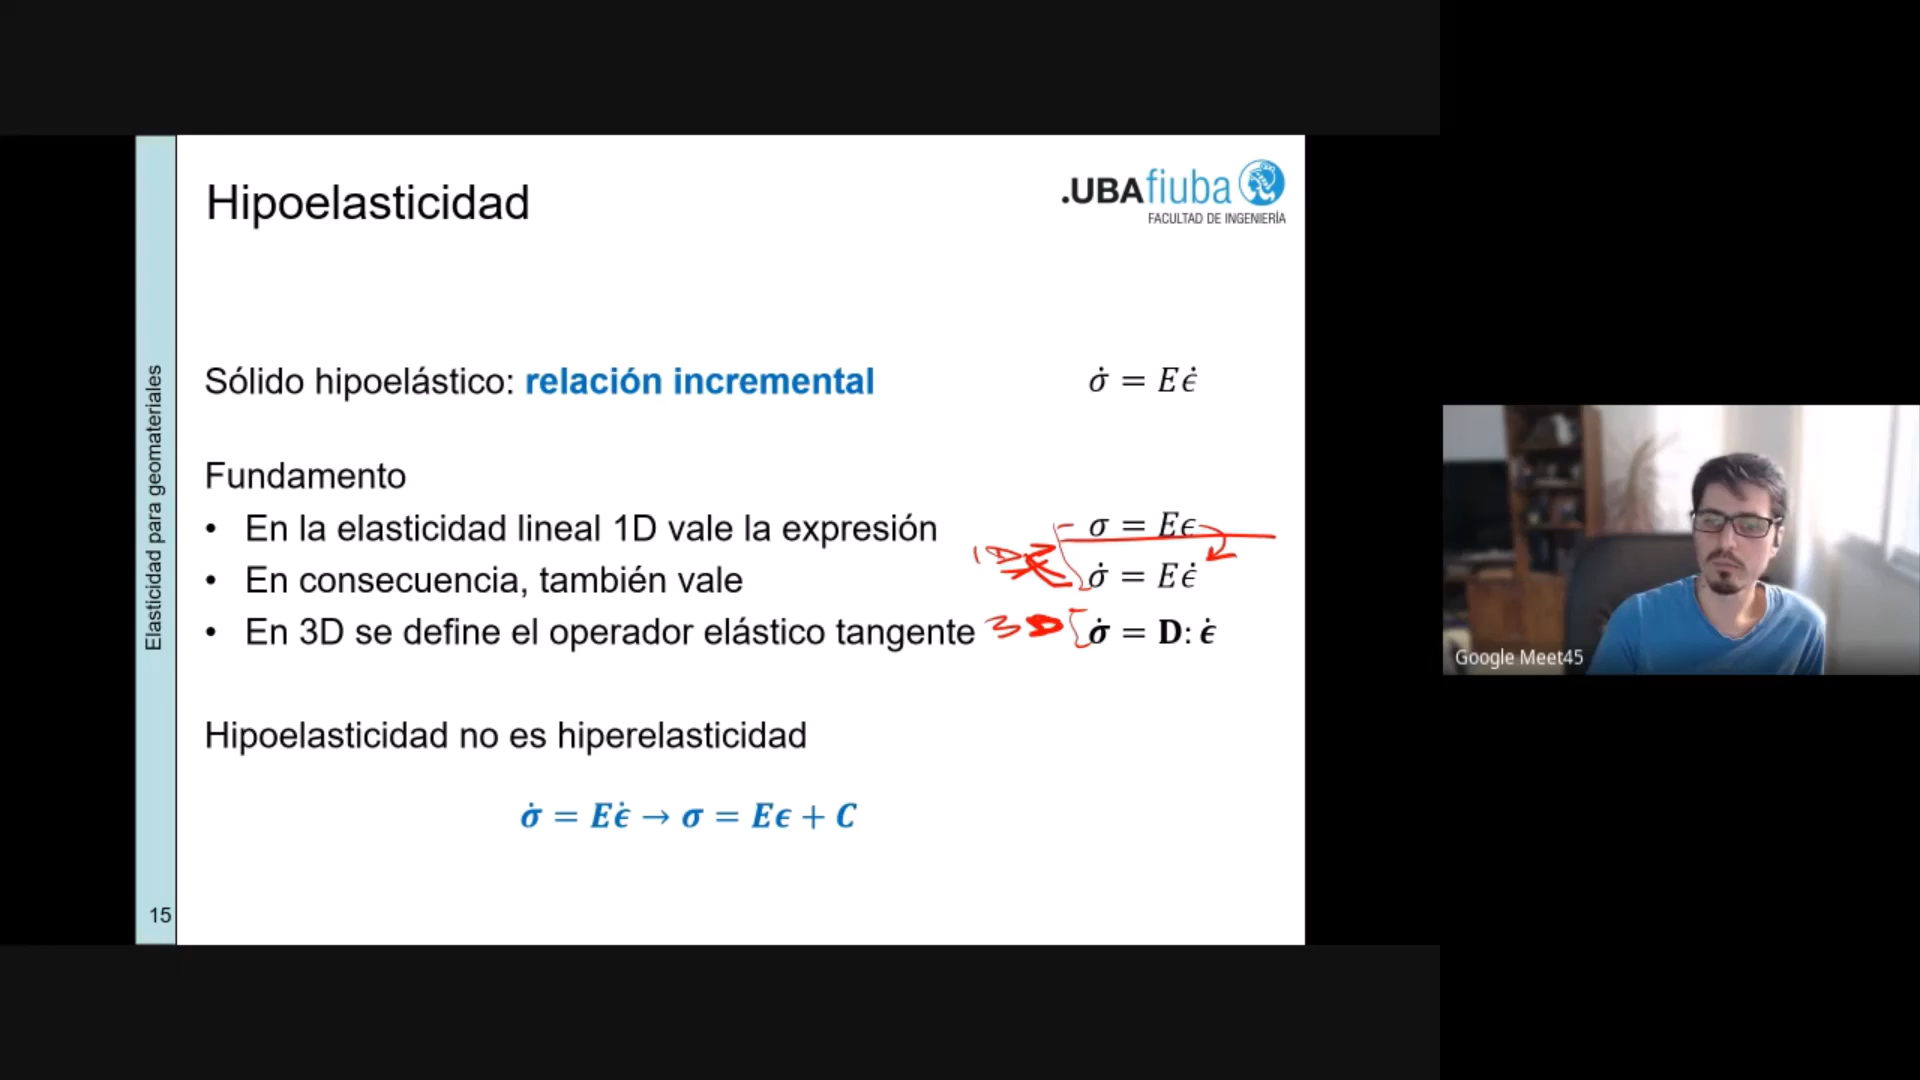 Hipoelasticidad
.UBAfiuba
FACULTAD DE INGENIERÍA
Sólido hipoelástico: relación incremental σ̇ = Eϵ̇
Fundamento
• En la elasticidad lineal 1D vale la expresión σ = Eϵ
1D
• En consecuencia, también vale σ̇ = Eϵ̇
• En 3D se define el operador elástico tangente 3D σ̇ = D: ϵ̇
Hipoelasticidad no es hiperelasticidad
σ̇ = Eϵ̇ → σ = Eϵ + C
Elasticidad para geomateriales
15
Google Meet45